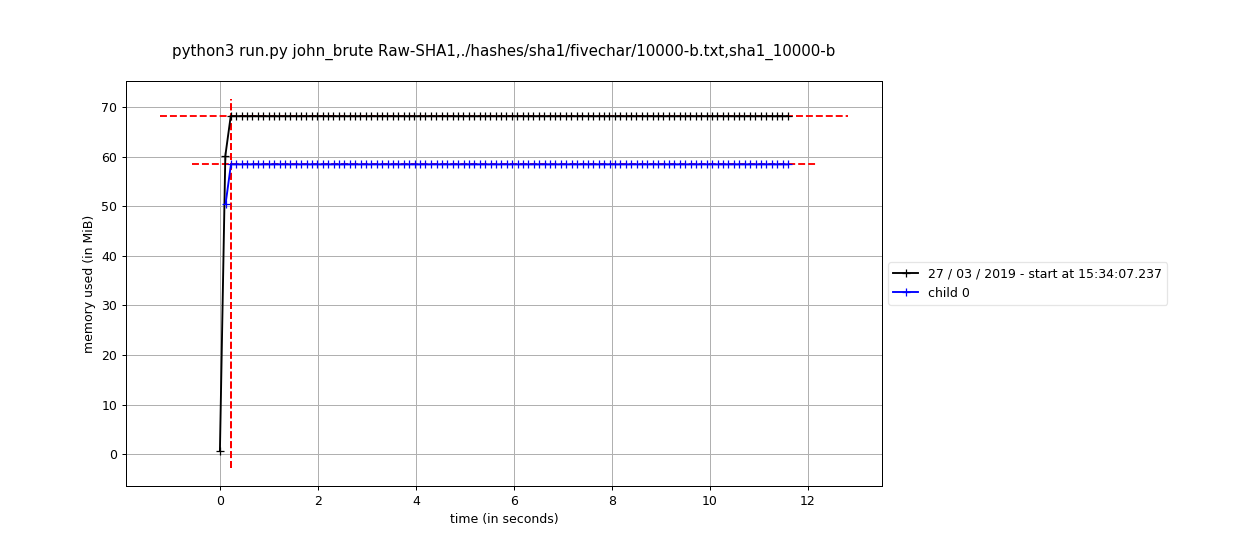 python3 run.py john_brute Raw-SHA1,./hashes/sha1/fivechar/10000-b.txt,sha1_10000-b
70
60
50
40
30
20
10
0
memory used (in MiB)
0 2 4 6 8 10 12
time (in seconds)
27 / 03 / 2019 - start at 15:34:07.237
child 0